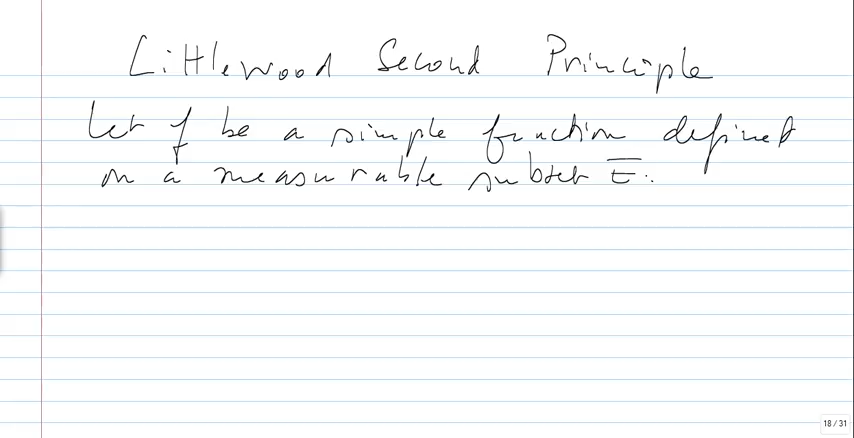 Littlewood Second Principle
Let f be a simple function defined
on a measurable subset E.
18 / 31